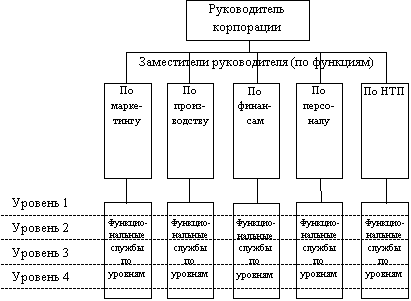 Руководитель
корпорации
Заместители руководителя (по функциям)
По
марке-
тингу
По
произ-
водству
По
финан-
сам
По
персо-
налу
По НТП
Уровень 1
Уровень 2
Уровень 3
Уровень 4
Функцио-
нальные
службы
по
уровням
Функцио-
нальные
службы
по
уровням
Функцио-
нальные
службы
по
уровням
Функцио-
нальные
службы
по
уровням
Функцио-
нальные
службы
по
уровням